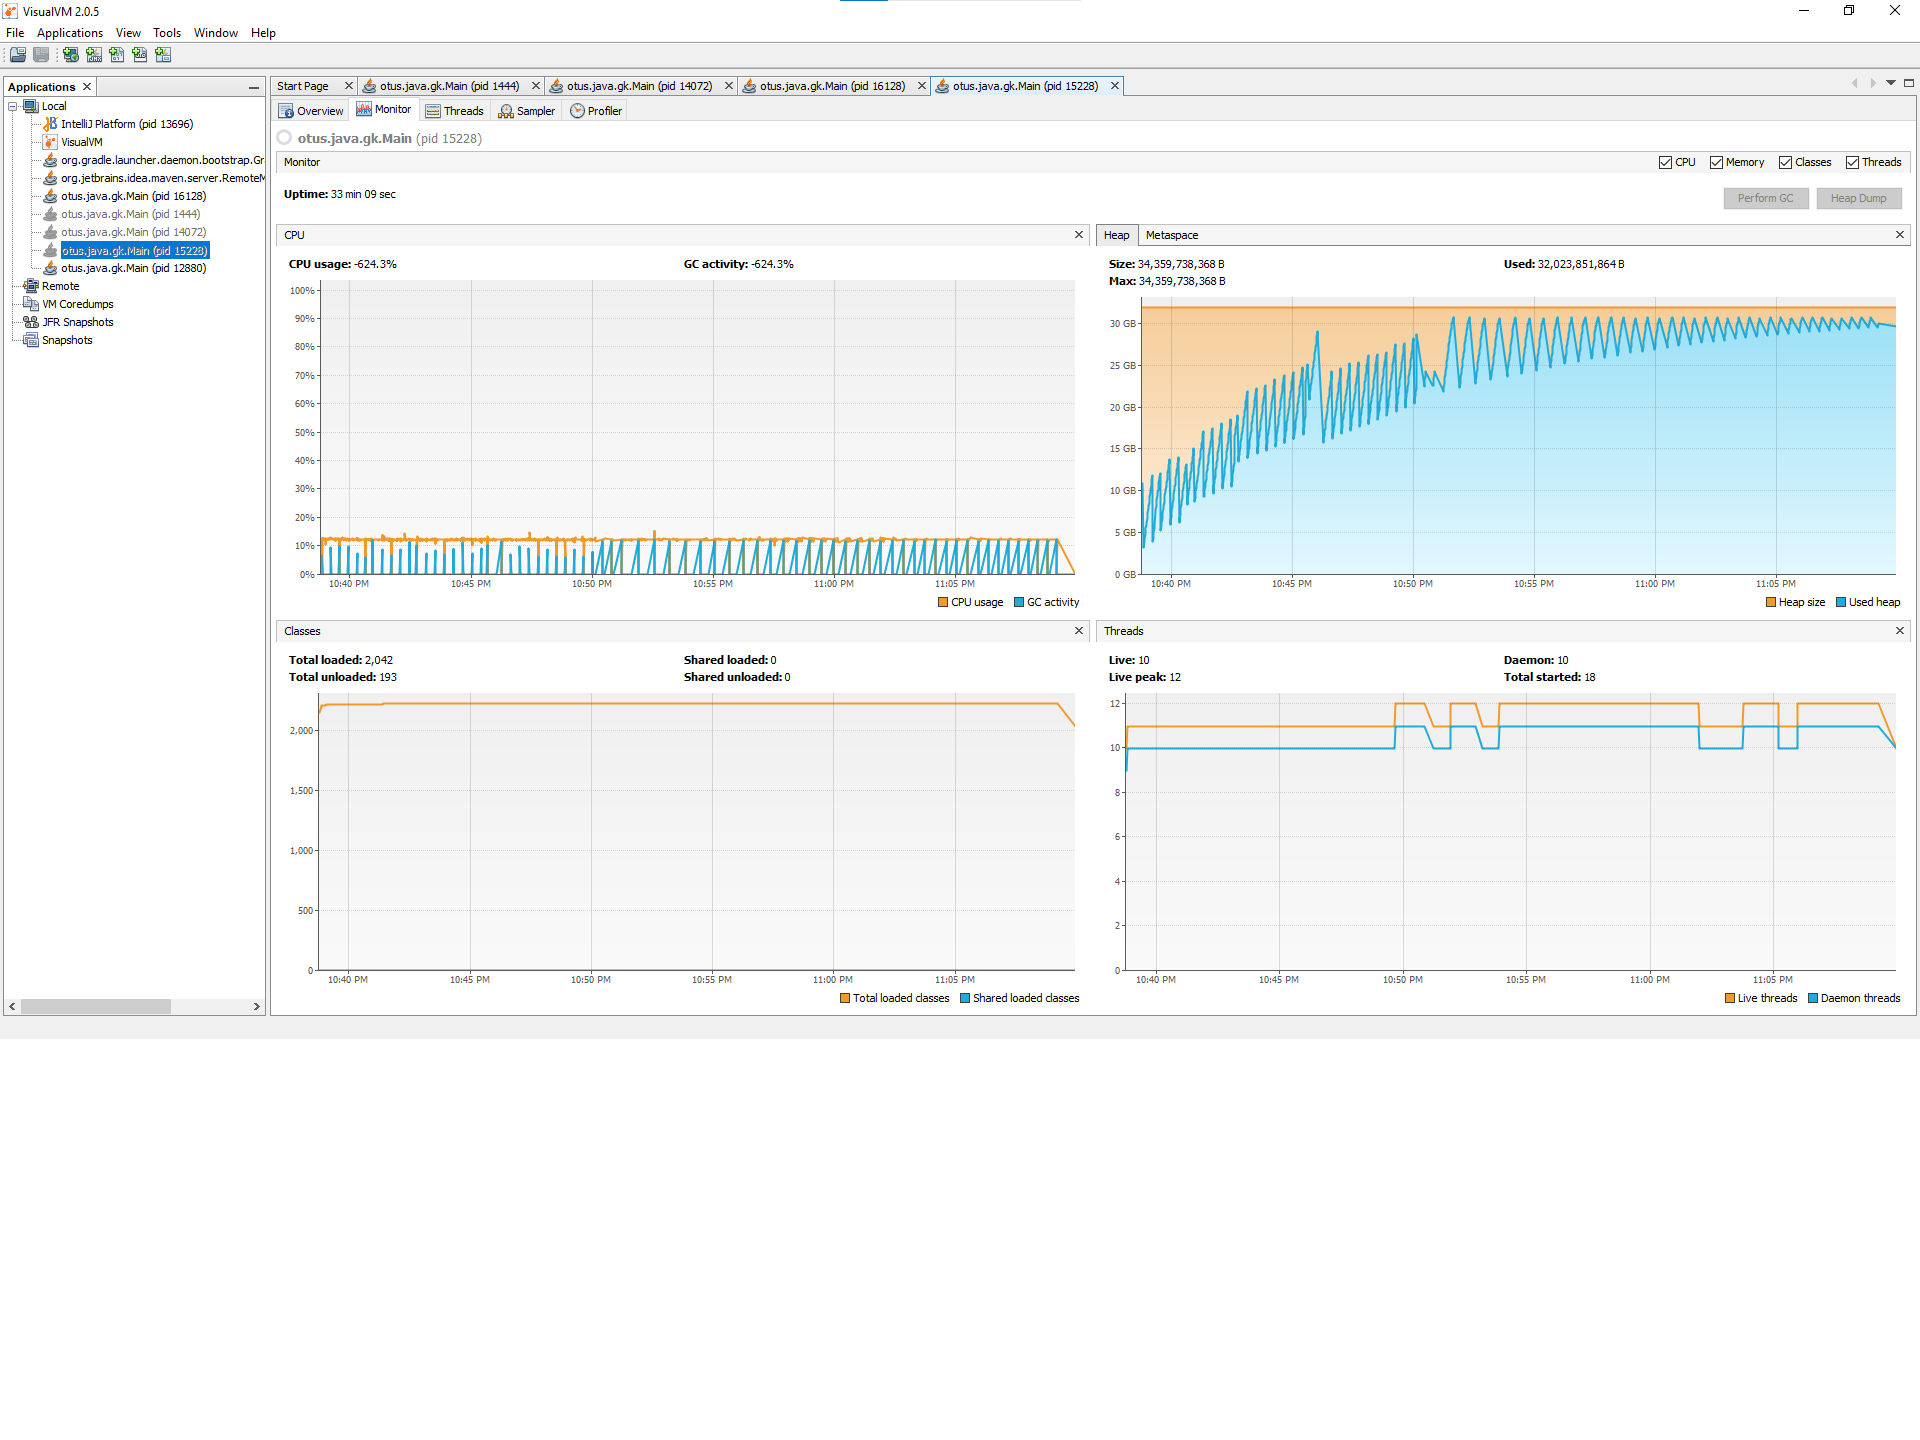 VisualVM 2.0.5
File Applications View Tools Window Help
Applications
Local
IntelliJ Platform (pid 13696)
VisualVM
org.gradle.launcher.daemon.bootstrap.Gr
org.jetbrains.idea.maven.server.RemoteM
otus.java.gk.Main (pid 16128)
otus.java.gk.Main (pid 1444)
otus.java.gk.Main (pid 14072)
otus.java.gk.Main (pid 15228)
otus.java.gk.Main (pid 12880)
Remote
VM Coredumps
JFR Snapshots
Snapshots
Start Page otus.java.gk.Main (pid 1444) otus.java.gk.Main (pid 14072) otus.java.gk.Main (pid 16128) otus.java.gk.Main (pid 15228)
Overview Monitor Threads Sampler Profiler
otus.java.gk.Main (pid 15228)
Monitor CPU Memory Classes Threads
Uptime: 33 min 09 sec Perform GC Heap Dump
CPU
CPU usage: -624.3% GC activity: -624.3%
100%
90%
80%
70%
60%
50%
40%
30%
20%
10%
0%
10:40 PM 10:45 PM 10:50 PM 10:55 PM 11:00 PM 11:05 PM
CPU usage GC activity
Heap Metaspace
Size: 34,359,738,368 B Used: 32,023,851,864 B
Max: 34,359,738,368 B
30 GB
25 GB
20 GB
15 GB
10 GB
5 GB
0 GB
10:40 PM 10:45 PM 10:50 PM 10:55 PM 11:00 PM 11:05 PM
Heap size Used heap
Classes
Total loaded: 2,042 Shared loaded: 0
Total unloaded: 193 Shared unloaded: 0
2,000
1,500
1,000
500
0
10:40 PM 10:45 PM 10:50 PM 10:55 PM 11:00 PM 11:05 PM
Total loaded classes Shared loaded classes
Threads
Live: 10 Daemon: 10
Live peak: 12 Total started: 18
12
10
8
6
4
2
0
10:40 PM 10:45 PM 10:50 PM 10:55 PM 11:00 PM 11:05 PM
Live threads Daemon threads